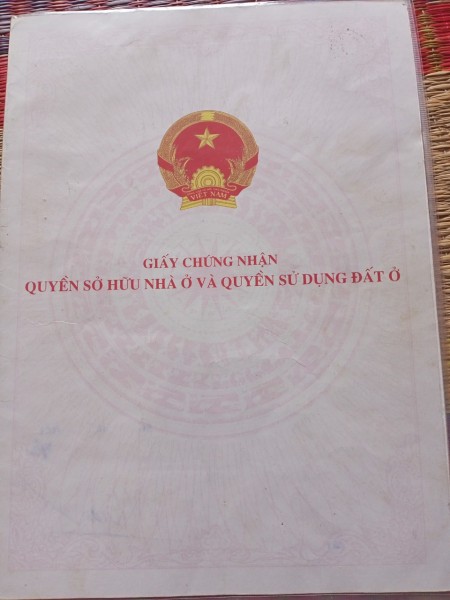 VIỆT NAM
GIẤY CHỨNG NHẬN
QUYỀN SỞ HỮU NHÀ Ở VÀ QUYỀN SỬ DỤNG ĐẤT Ở